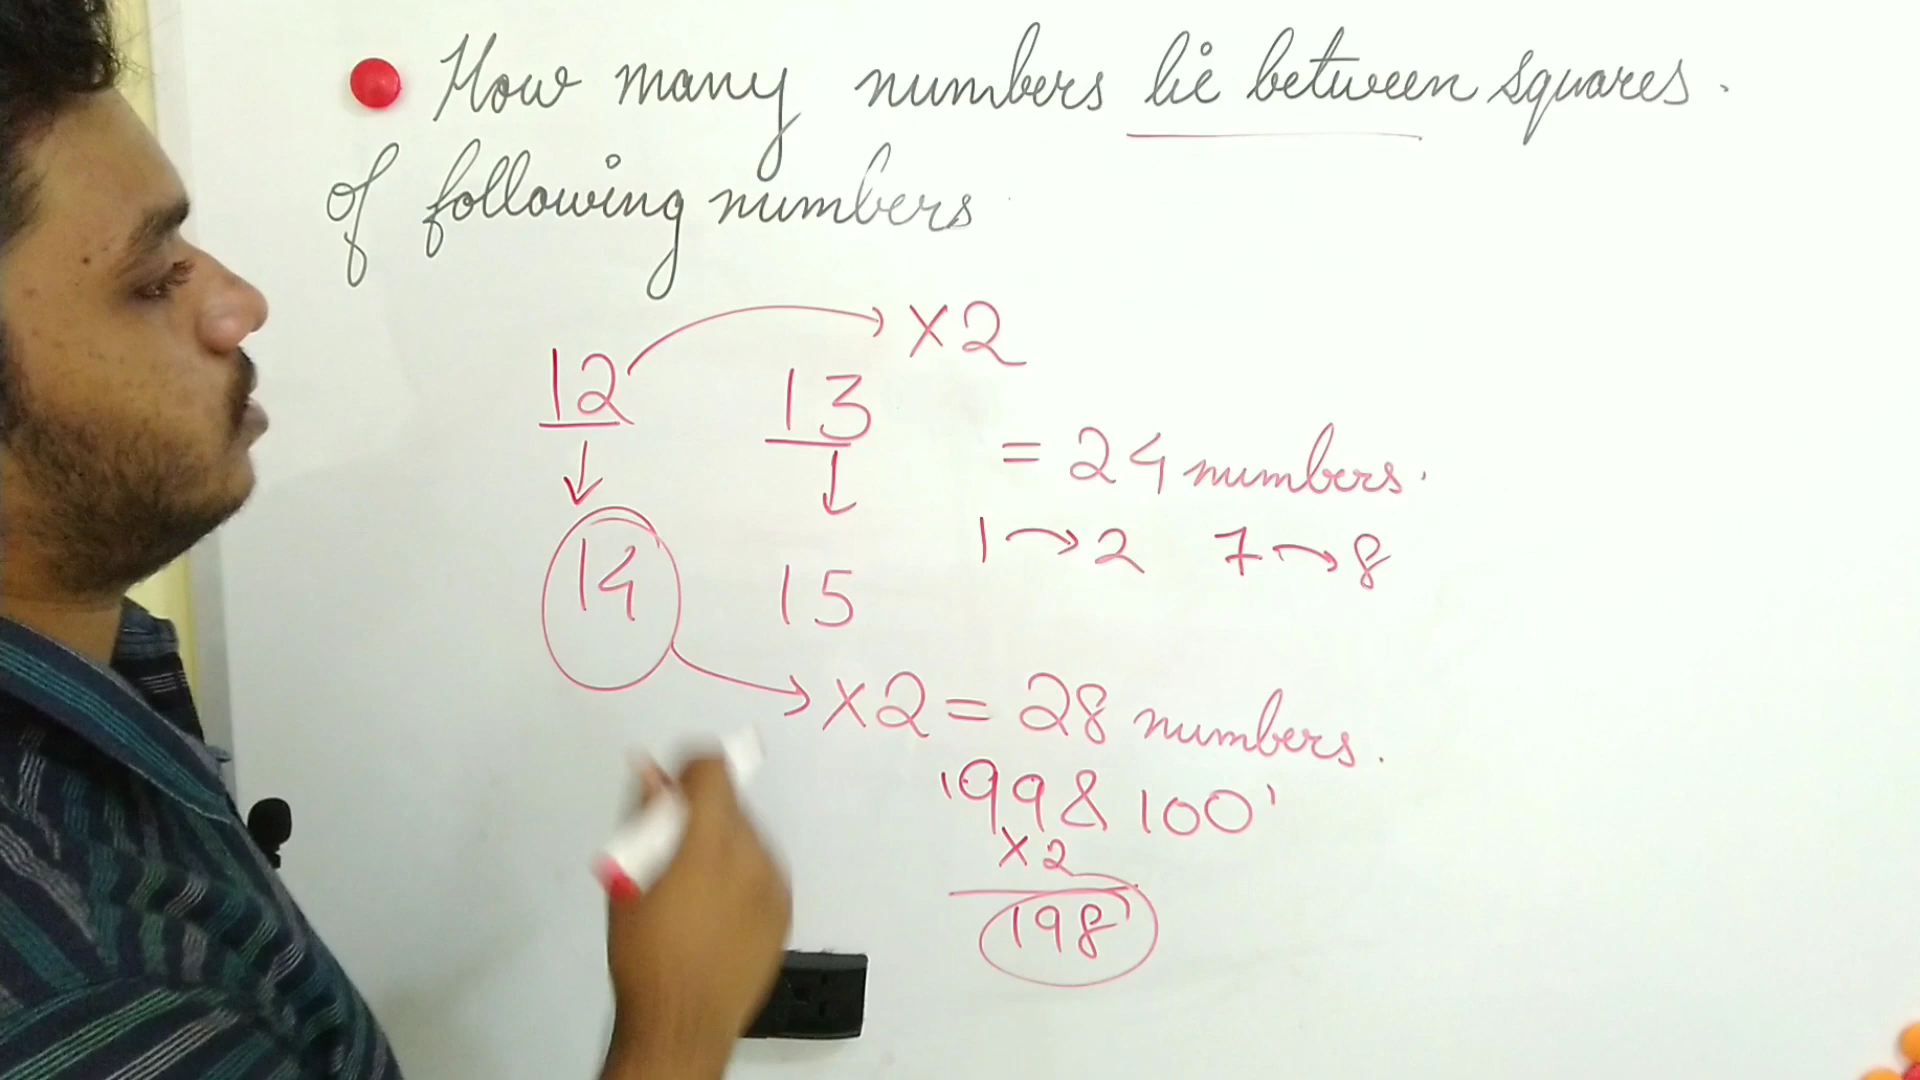 How many numbers lie between squares.
of following numbers
×2
12 13
= 24 numbers.
1 → 2 7 → 8
14 15
×2 = 28 numbers.
'99 & 100'
×2
198